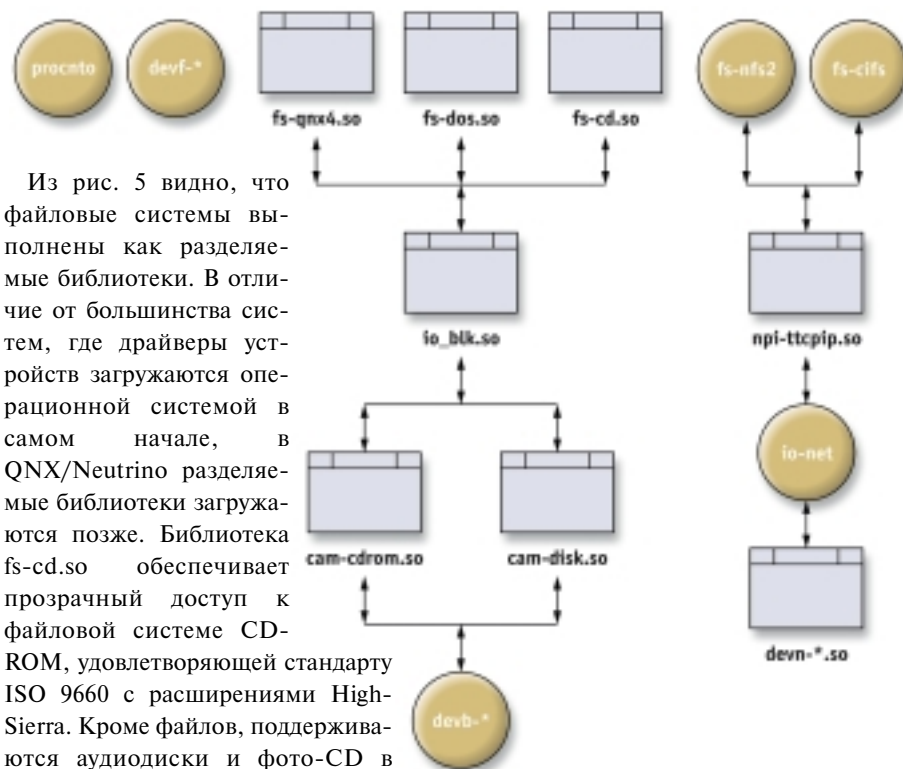 procnto
devf-*
fs-nfs2
fs-cifs
fs-qnx4.so
fs-dos.so
fs-cd.so
Из рис. 5 видно, что
файловые системы вы-
полнены как разделяе-
мые библиотеки. В отли-
чие от большинства сис-
тем, где драйверы уст-
ройств загружаются опе-
рационной системой в
самом начале, в
QNX/Neutrino разделяе-
мые библиотеки загружа-
ются позже. Библиотека
fs-cd.so обеспечивает
прозрачный доступ к
файловой системе CD-
ROM, удовлетворяющей стандарту
ISO 9660 с расширениями High-
Sierra. Кроме файлов, поддержива-
ются аудиодиски и фото-CD в
io_blk.so
npi-ttcpip.so
cam-cdrom.so
cam-disk.so
io-net
devn-*.so
devb-*